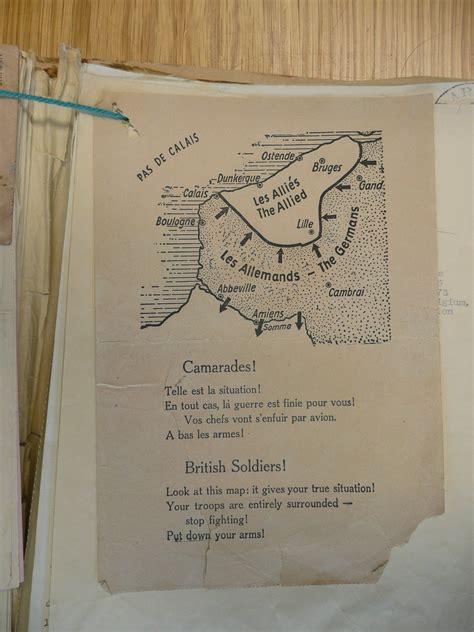 PAS DE CALAIS
Ostende
Bruges
Dunkerque
Gand
Calais
Les Alliés
The Allied
Boulogne
Lille
Les Allemands — The Germans
Abbeville
Cambrai
Amiens
Somme
Camarades!
Telle est la situation!
En tout cas, là guerre est finie pour vous!
Vos chefs vont s'enfuir par avion.
A bas les armes!
British Soldiers!
Look at this map: it gives your true situation!
Your troops are entirely surrounded —
stop fighting!
Put down your arms!